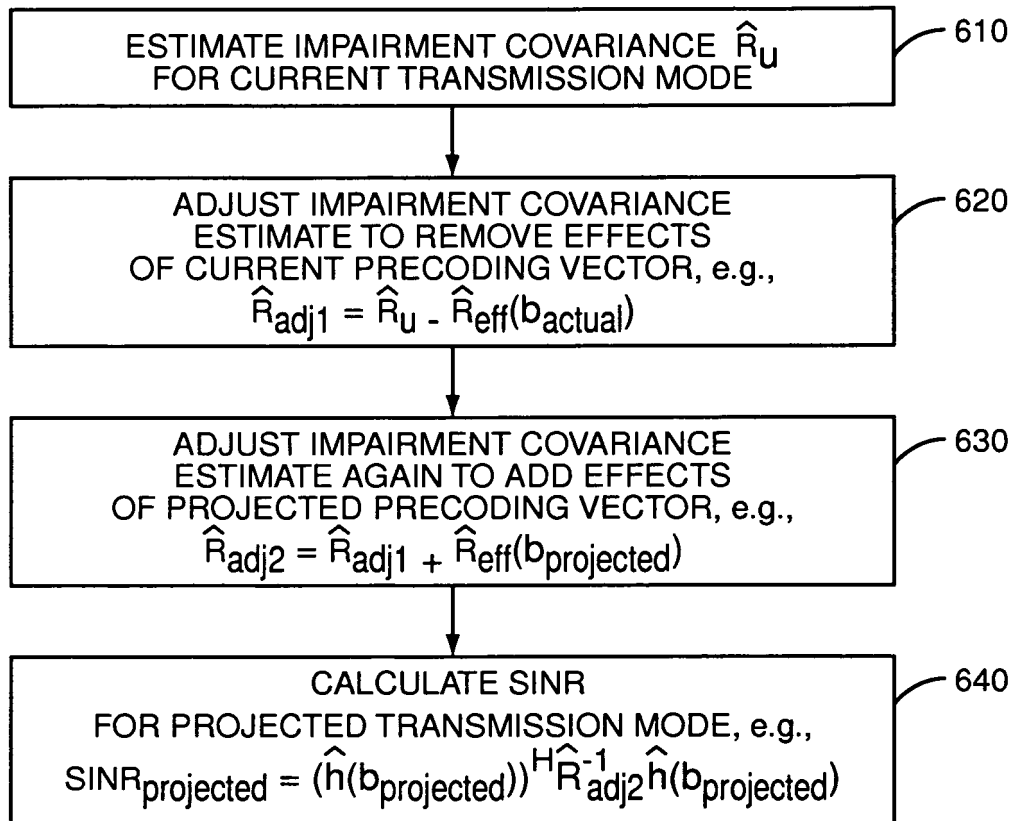 ESTIMATE IMPAIRMENT COVARIANCE R̂u
FOR CURRENT TRANSMISSION MODE
610
ADJUST IMPAIRMENT COVARIANCE
ESTIMATE TO REMOVE EFFECTS
OF CURRENT PRECODING VECTOR, e.g.,
R̂adj1 = R̂u - R̂eff(bactual)
620
ADJUST IMPAIRMENT COVARIANCE
ESTIMATE AGAIN TO ADD EFFECTS
OF PROJECTED PRECODING VECTOR, e.g.,
R̂adj2 = R̂adj1 + R̂eff(bprojected)
630
CALCULATE SINR
FOR PROJECTED TRANSMISSION MODE, e.g.,
SINRprojected = (ĥ(bprojected))^H R̂^-1adj2 ĥ(bprojected)
640